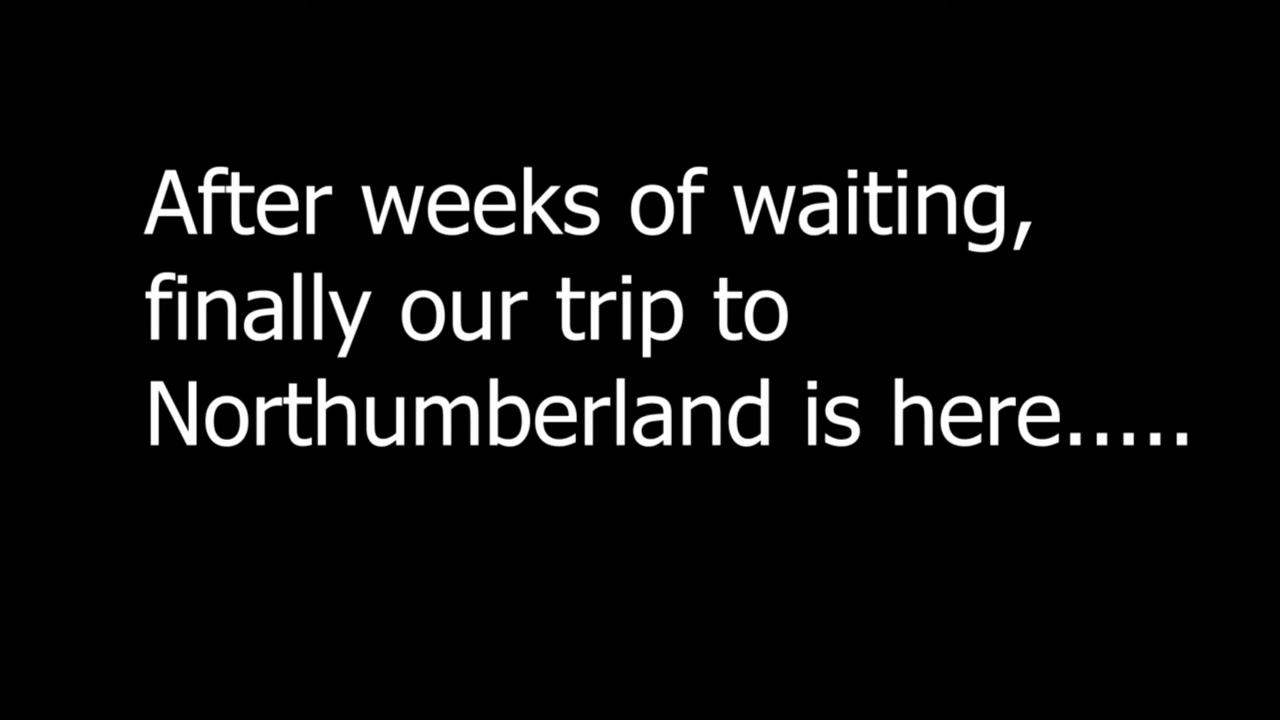 After weeks of waiting,
finally our trip to
Northumberland is here.....